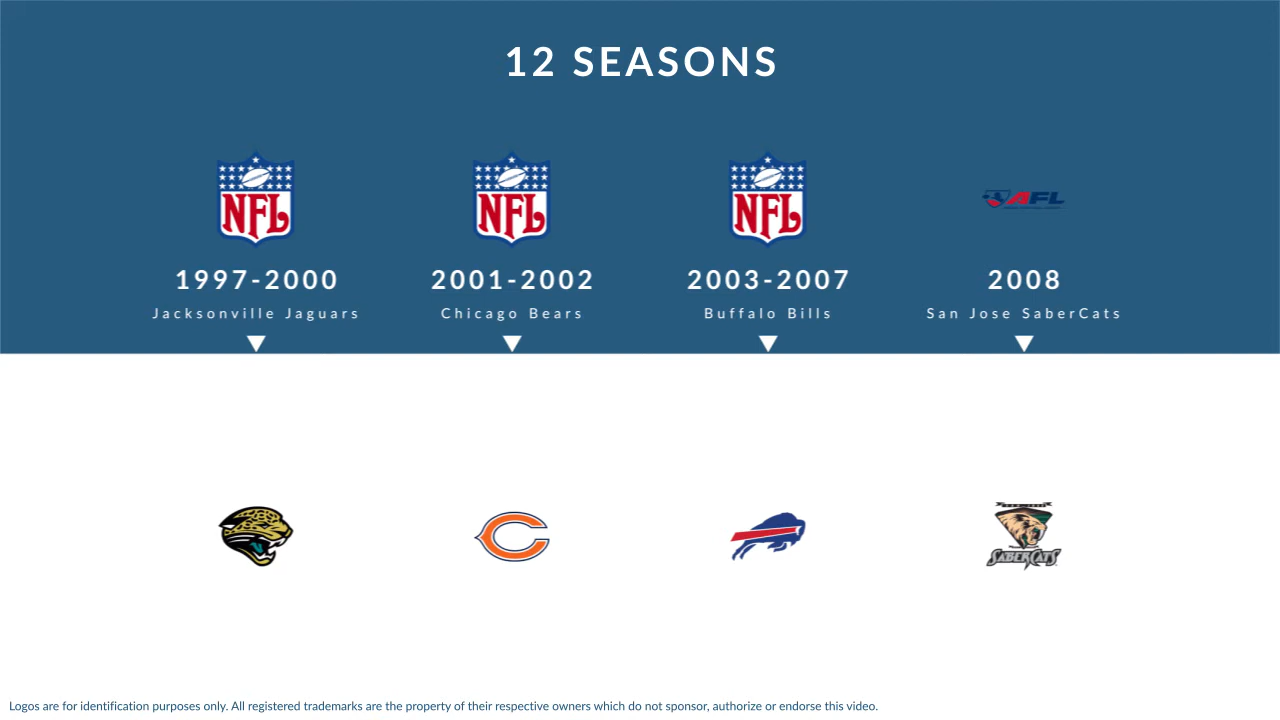 12 SEASONS
NFL NFL NFL AFL
1997-2000 2001-2002 2003-2007 2008
Jacksonville Jaguars Chicago Bears Buffalo Bills San Jose SaberCats
SABERCATS
Logos are for identification purposes only. All registered trademarks are the property of their respective owners which do not sponsor, authorize or endorse this video.